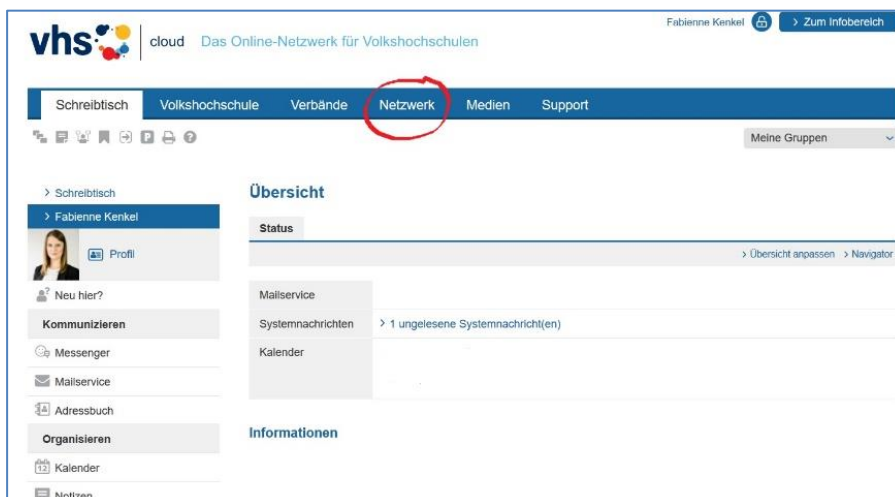 Fabienne Kenkel > Zum Infobereich
vhs cloud Das Online-Netzwerk für Volkshochschulen
Schreibtisch Volkshochschule Verbände Netzwerk Medien Support
P ? Meine Gruppen
> Schreibtisch
Übersicht
> Fabienne Kenkel
Status
Profil
> Übersicht anpassen > Navigator
? Neu hier?
Mailservice
Kommunizieren
Systemnachrichten > 1 ungelesene Systemnachricht(en)
Messenger
Kalender
Mailservice
Adressbuch
Organisieren
Informationen
12 Kalender
Notizen